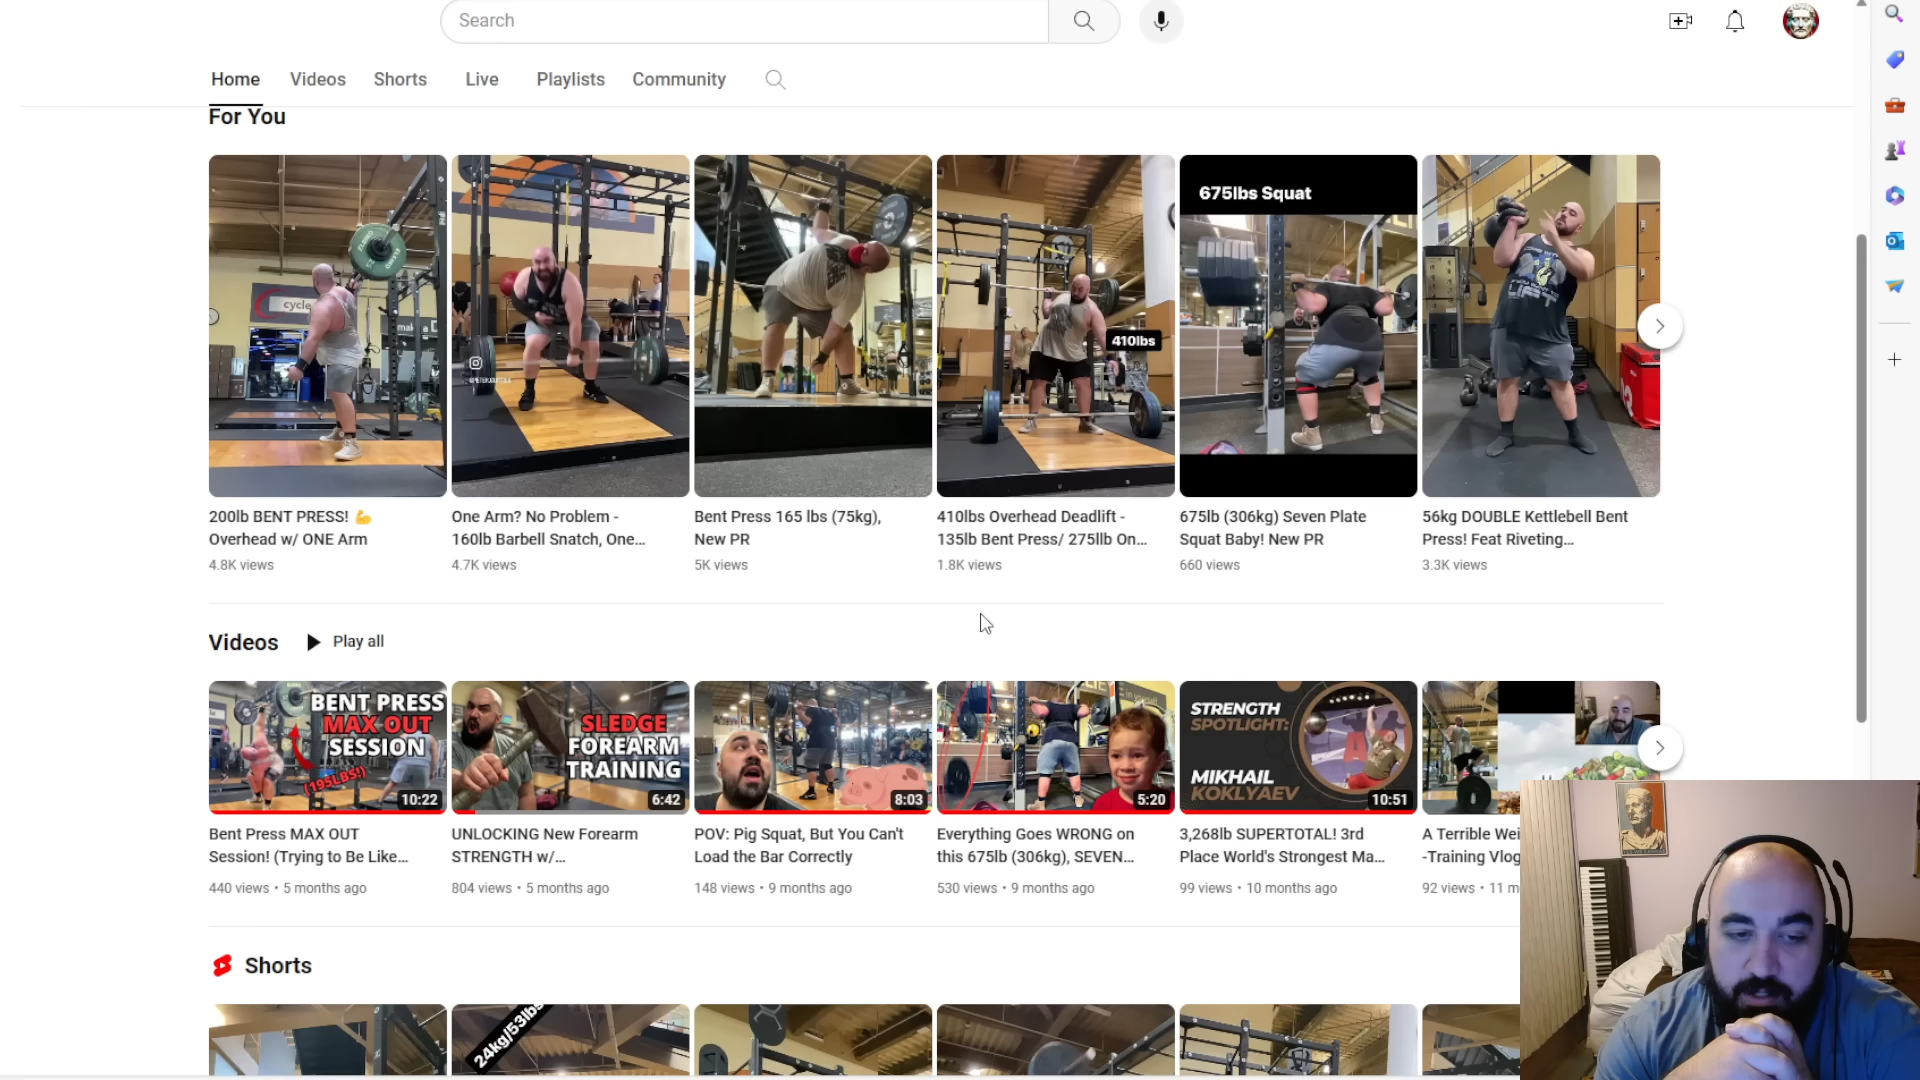 Search
Home Videos Shorts Live Playlists Community
For You
cycle
410lbs
675lbs Squat
LIFT
200lb BENT PRESS! 💪
Overhead w/ ONE Arm
4.8K views
One Arm? No Problem -
160lb Barbell Snatch, One...
4.7K views
Bent Press 165 lbs (75kg),
New PR
5K views
410lbs Overhead Deadlift -
135lb Bent Press/ 275llb On...
1.8K views
675lb (306kg) Seven Plate
Squat Baby! New PR
660 views
56kg DOUBLE Kettlebell Bent
Press! Feat Riveting...
3.3K views
Videos Play all
BENT PRESS
MAX OUT
SESSION
(195LBS!)
10:22
SLEDGE
FOREARM
TRAINING
6:42
8:03
5:20
STRENGTH
SPOTLIGHT:
MIKHAIL
KOKLYAEV
10:51
Bent Press MAX OUT
Session! (Trying to Be Like...
440 views • 5 months ago
UNLOCKING New Forearm
STRENGTH w/...
804 views • 5 months ago
POV: Pig Squat, But You Can't
Load the Bar Correctly
148 views • 9 months ago
Everything Goes WRONG on
this 675lb (306kg), SEVEN...
530 views • 9 months ago
3,268lb SUPERTOTAL! 3rd
Place World's Strongest Ma...
99 views • 10 months ago
A Terrible Wei
-Training Vlog
92 views • 11 m
Shorts
24kg/53lbs